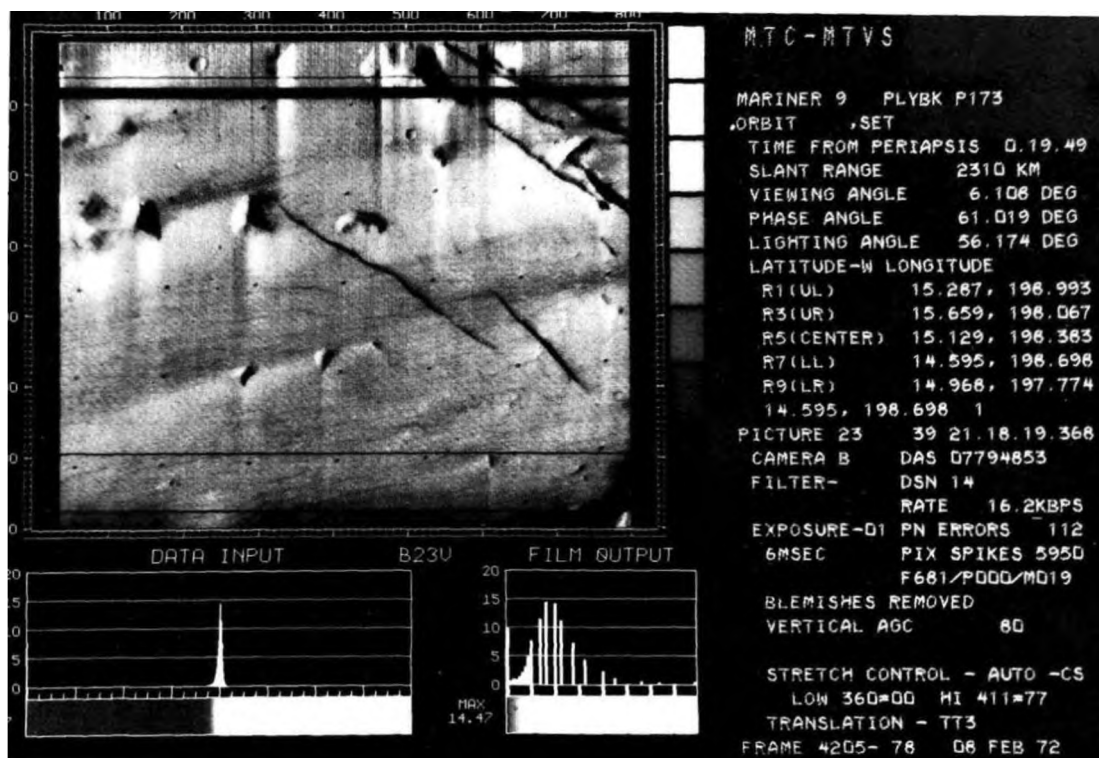 100 200 300 400 500 600 700 800
MTC-MTVS
MARINER 9 PLYBK P173
.ORBIT .SET
TIME FROM PERIAPSIS 0.19.49
SLANT RANGE 2310 KM
VIEWING ANGLE 6.108 DEG
PHASE ANGLE 61.019 DEG
LIGHTING ANGLE 56.174 DEG
LATITUDE-W LONGITUDE
R1(UL) 15.287, 198.993
R3(UR) 15.659, 198.067
R5(CENTER) 15.129, 198.383
R7(LL) 14.595, 198.698
R9(LR) 14.968, 197.774
14.595, 198.698 1
PICTURE 23 39 21.18.19.368
CAMERA B DAS 07794853
FILTER- DSN 14
RATE 16.2KBPS
EXPOSURE-01 PN ERRORS 112
6MSEC PIX SPIKES 5950
F681/P000/M019
BLEMISHES REMOVED
VERTICAL AGC 80
STRETCH CONTROL - AUTO -CS
LOW 360=00 HI 411=77
TRANSLATION - TT3
FRAME 4205- 78 08 FEB 72
DATA INPUT B23V FILM OUTPUT
20
15
10
5
0
20
15
10
5
0
MAX
14.47